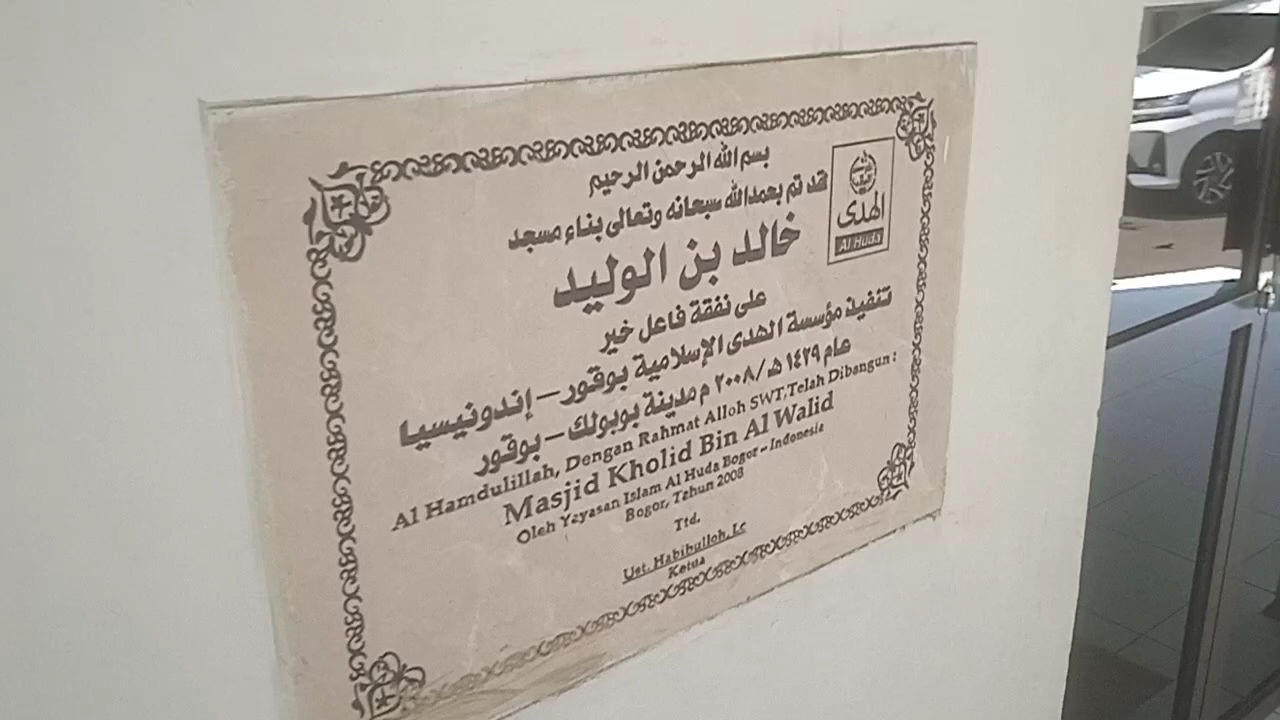 بسم الله الرحمن الرحيم
لقد تم بحمدالله سبحانه وتعالى بناء مسجد
خالد بن الوليد
على نفقة فاعل خير
تنفيذ مؤسسة الهدى الإسلامية بوقور – إندونيسيا
عام ١٤٢٩ هـ / ٢٠٠٨ م مدينة بوبولك – بوقور
الهدى
Al Huda
Al Hamdulillah, Dengan Rahmat Alloh SWT, Telah Dibangun :
Masjid Kholid Bin Al Walid
Oleh Yayasan Islam Al Huda Bogor – Indonesia
Bogor, Tahun 2008
Ttd.
Ust. Habibulloh, Lc
Ketua